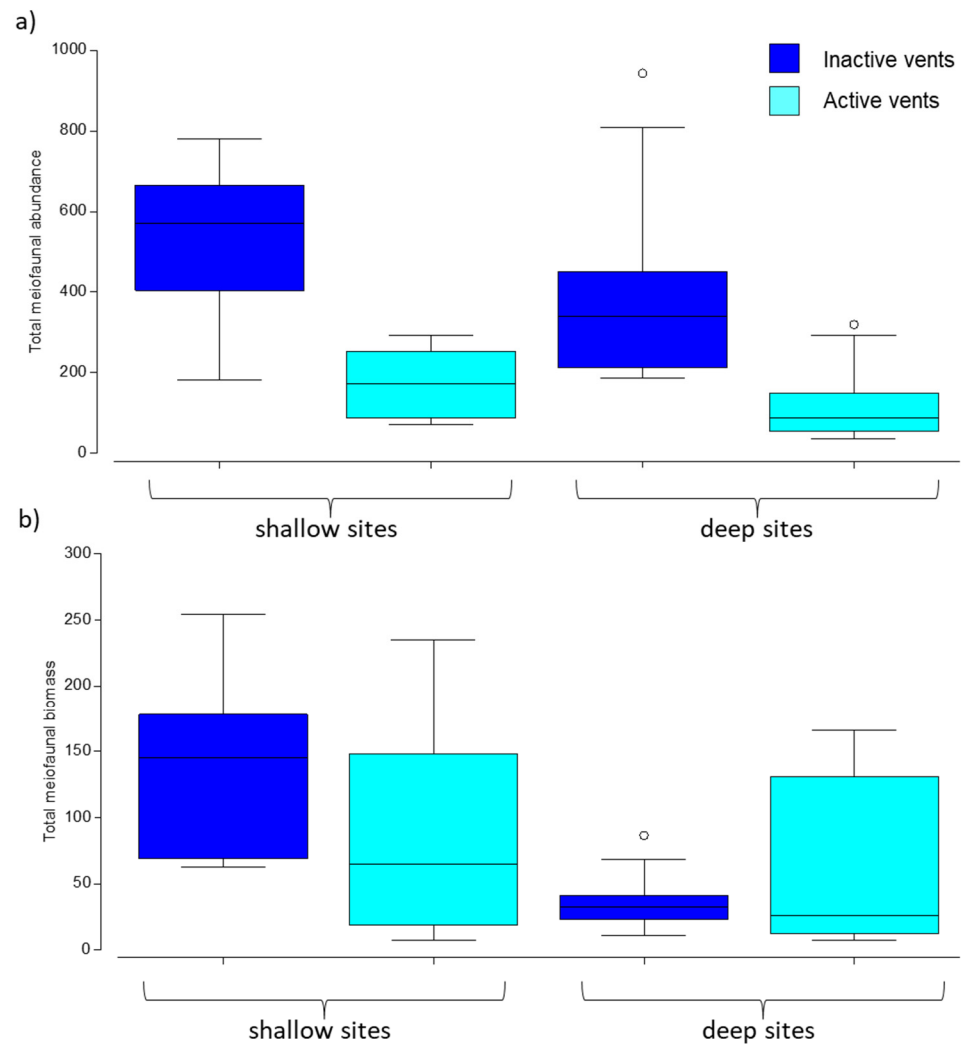 a)
1000
800
600
400
200
0
Total meiofaunal abundance
Inactive vents
Active vents
shallow sites
deep sites
b)
300
250
200
150
100
50
0
Total meiofaunal biomass
shallow sites
deep sites